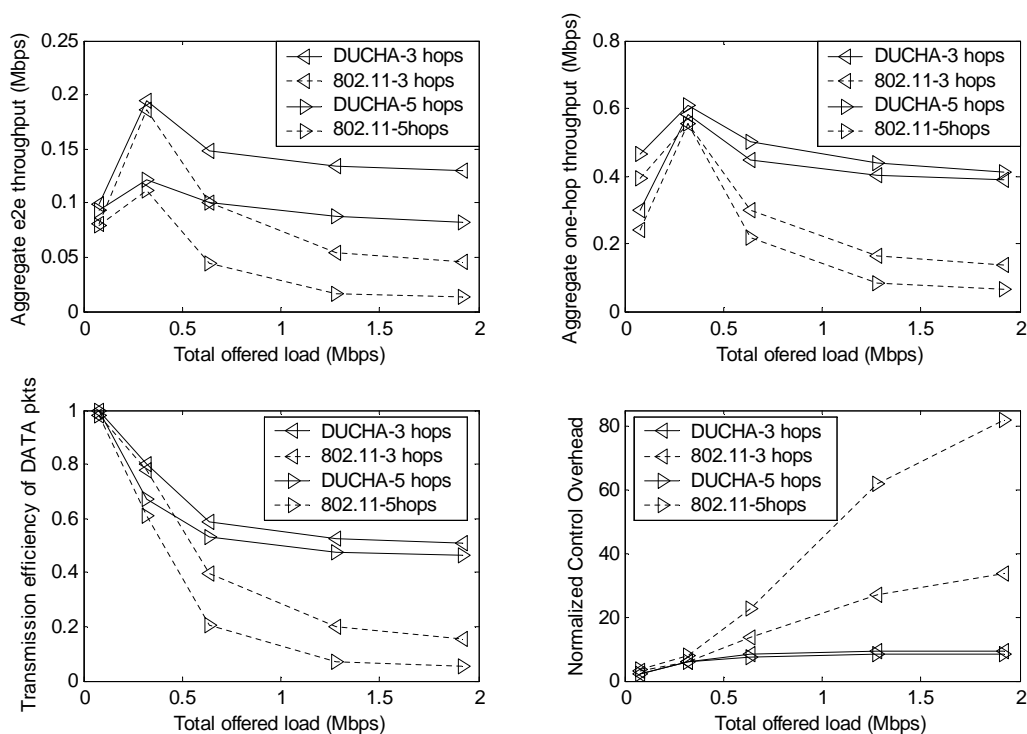 Aggregate e2e throughput (Mbps)
0.25
0.2
0.15
0.1
0.05
0
DUCHA-3 hops
802.11-3 hops
DUCHA-5 hops
802.11-5hops
0 0.5 1 1.5 2
Total offered load (Mbps)
Aggregate one-hop throughput (Mbps)
0.8
0.6
0.4
0.2
0
DUCHA-3 hops
802.11-3 hops
DUCHA-5 hops
802.11-5hops
0 0.5 1 1.5 2
Total offered load (Mbps)
Transmission efficiency of DATA pkts
1
0.8
0.6
0.4
0.2
0
DUCHA-3 hops
802.11-3 hops
DUCHA-5 hops
802.11-5hops
0 0.5 1 1.5 2
Total offered load (Mbps)
Normalized Control Overhead
80
60
40
20
0
DUCHA-3 hops
802.11-3 hops
DUCHA-5 hops
802.11-5hops
0 0.5 1 1.5 2
Total offered load (Mbps)